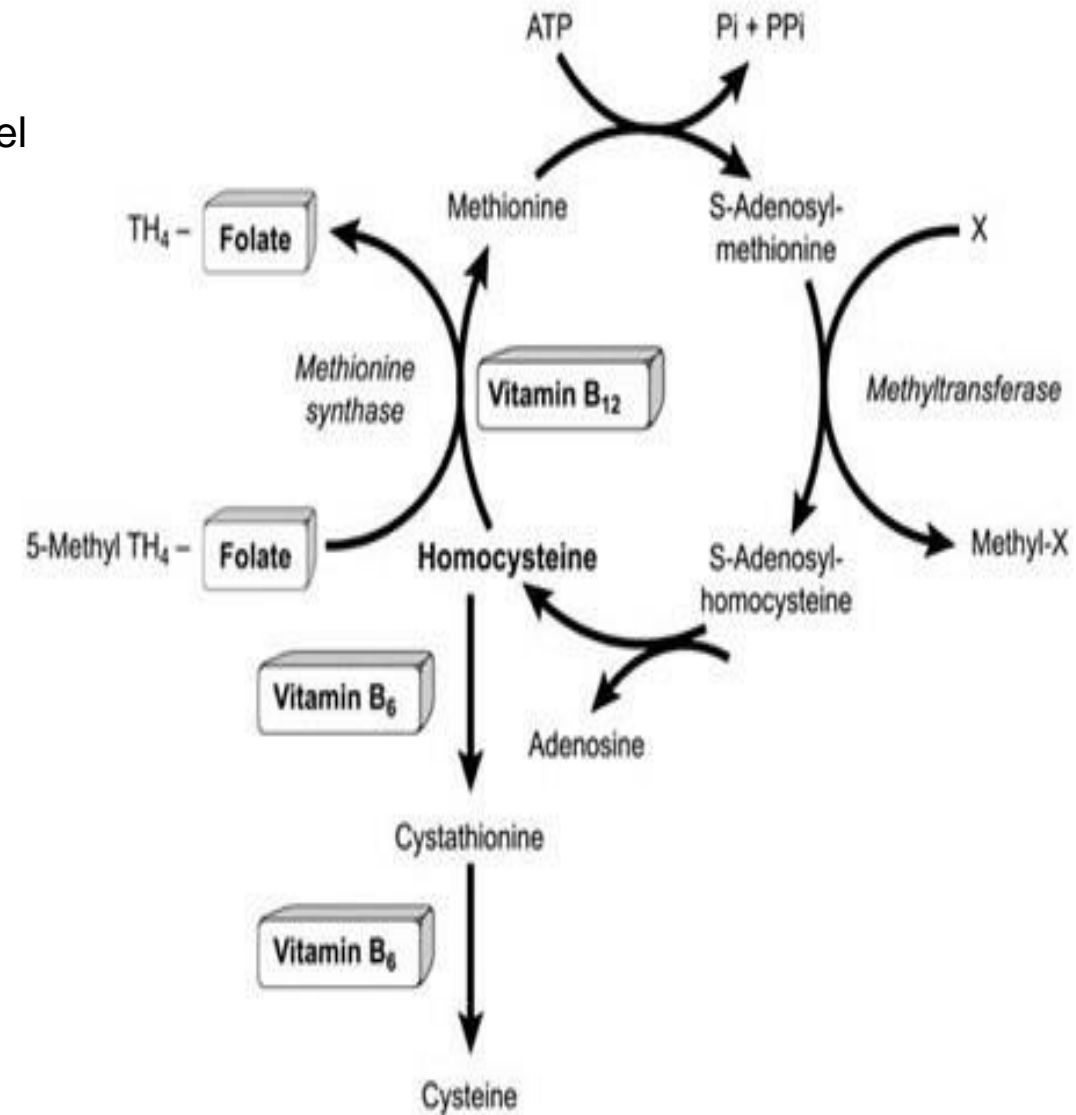 ATP
Pi + PPi
el
Methionine
S-Adenosyl-
methionine
X
TH₄ –
Folate
Methionine
synthase
Vitamin B₁₂
Methyltransferase
5-Methyl TH₄ –
Folate
Homocysteine
S-Adenosyl-
homocysteine
Methyl-X
Vitamin B₆
Adenosine
Cystathionine
Vitamin B₆
Cysteine